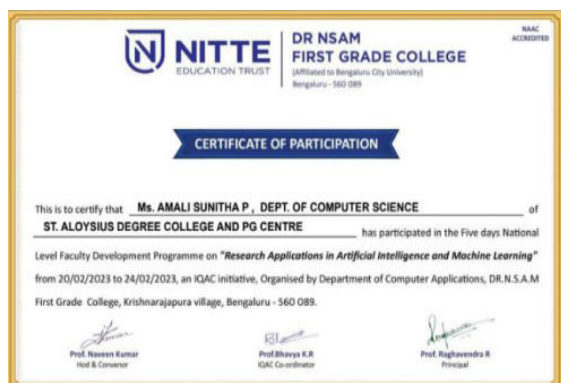 NITTE
EDUCATION TRUST
DR NSAM
FIRST GRADE COLLEGE
(Affiliated to Bengaluru City University)
Bengaluru - 560 089
NAAC
ACCREDITED
CERTIFICATE OF PARTICIPATION
This is to certify that Ms. AMALI SUNITHA P , DEPT. OF COMPUTER SCIENCE of
ST. ALOYSIUS DEGREE COLLEGE AND PG CENTRE has participated in the Five days National
Level Faculty Development Programme on "Research Applications in Artificial Intelligence and Machine Learning"
from 20/02/2023 to 24/02/2023, an IQAC initiative, Organised by Department of Computer Applications, DR.N.S.A.M
First Grade College, Krishnarajapura village, Bengaluru - 560 089.
Prof. Naveen Kumar
Hod & Convenor
Prof.Bhavya K.R
IQAC Co-ordinator
Prof. Raghavendra R
Principal